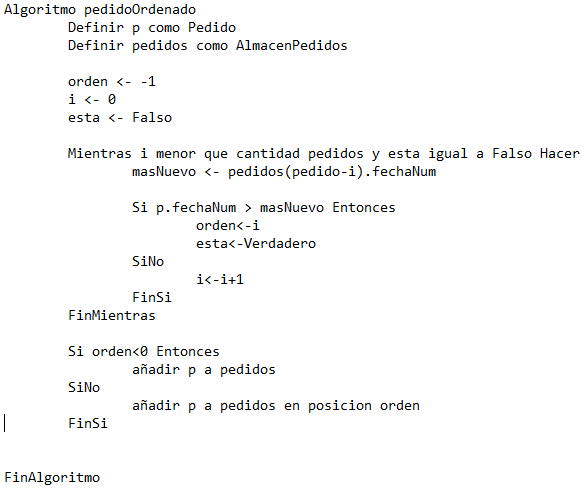 Algoritmo pedidoOrdenado
Definir p como Pedido
Definir pedidos como AlmacenPedidos
orden <- -1
i <- 0
esta <- Falso
Mientras i menor que cantidad pedidos y esta igual a Falso Hacer
masNuevo <- pedidos(pedido-i).fechaNum
Si p.fechaNum > masNuevo Entonces
orden<-i
esta<-Verdadero
SiNo
i<-i+1
FinSi
FinMientras
Si orden<0 Entonces
añadir p a pedidos
SiNo
añadir p a pedidos en posicion orden
FinSi
FinAlgoritmo